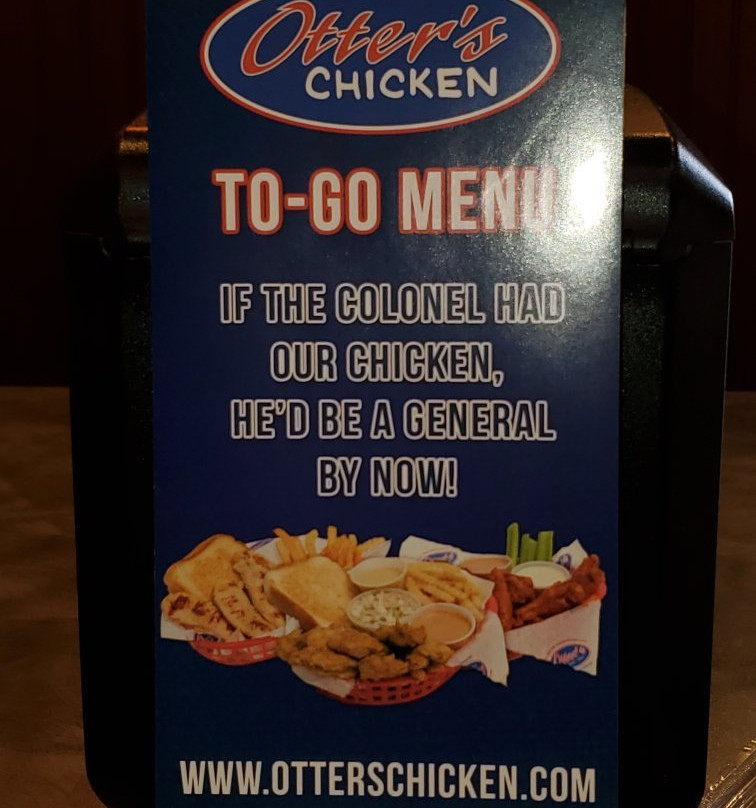 Otter's
CHICKEN
TO-GO MENU
IF THE COLONEL HAD
OUR CHICKEN,
HE'D BE A GENERAL
BY NOW!
WWW.OTTERSCHICKEN.COM